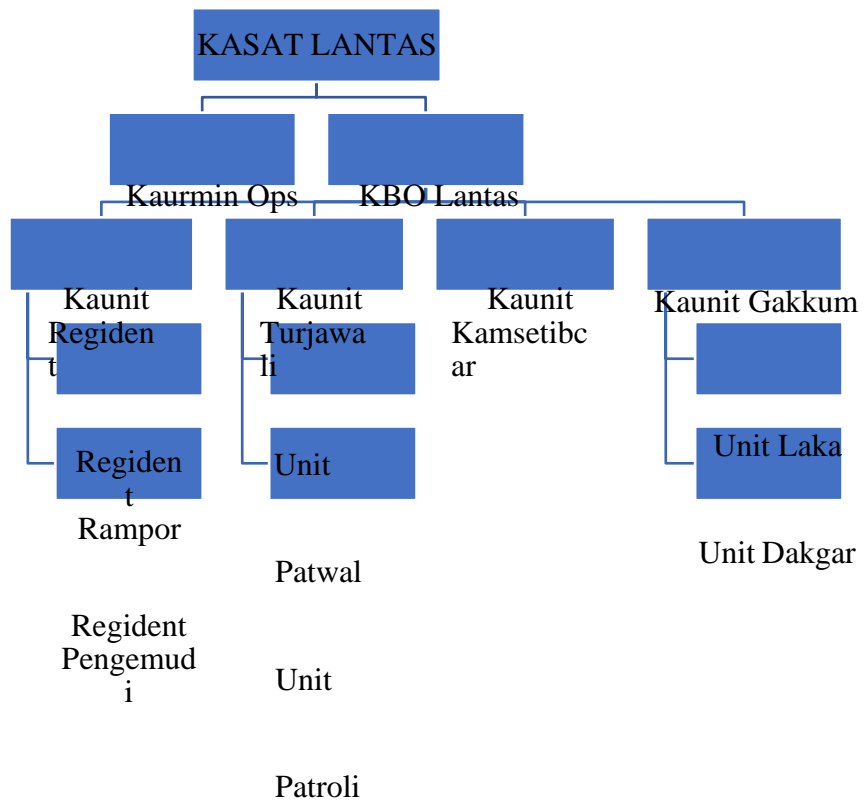 KASAT LANTAS
Kaurmin Ops
KBO Lantas
Kaunit
Regiden
t
Kaunit
Turjawa
li
Kaunit
Kamsetibc
ar
Kaunit Gakkum
Regiden
t
Rampor
Regident
Pengemud
i
Unit
Patwal
Unit
Patroli
Unit Laka
Unit Dakgar